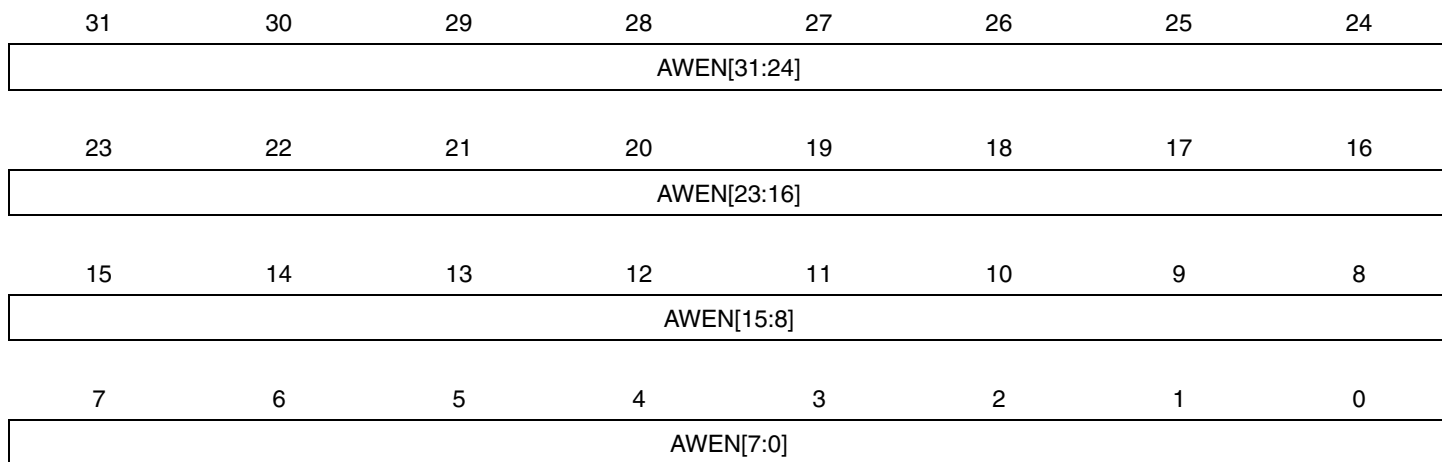 31 30 29 28 27 26 25 24
AWEN[31:24]
23 22 21 20 19 18 17 16
AWEN[23:16]
15 14 13 12 11 10 9 8
AWEN[15:8]
7 6 5 4 3 2 1 0
AWEN[7:0]